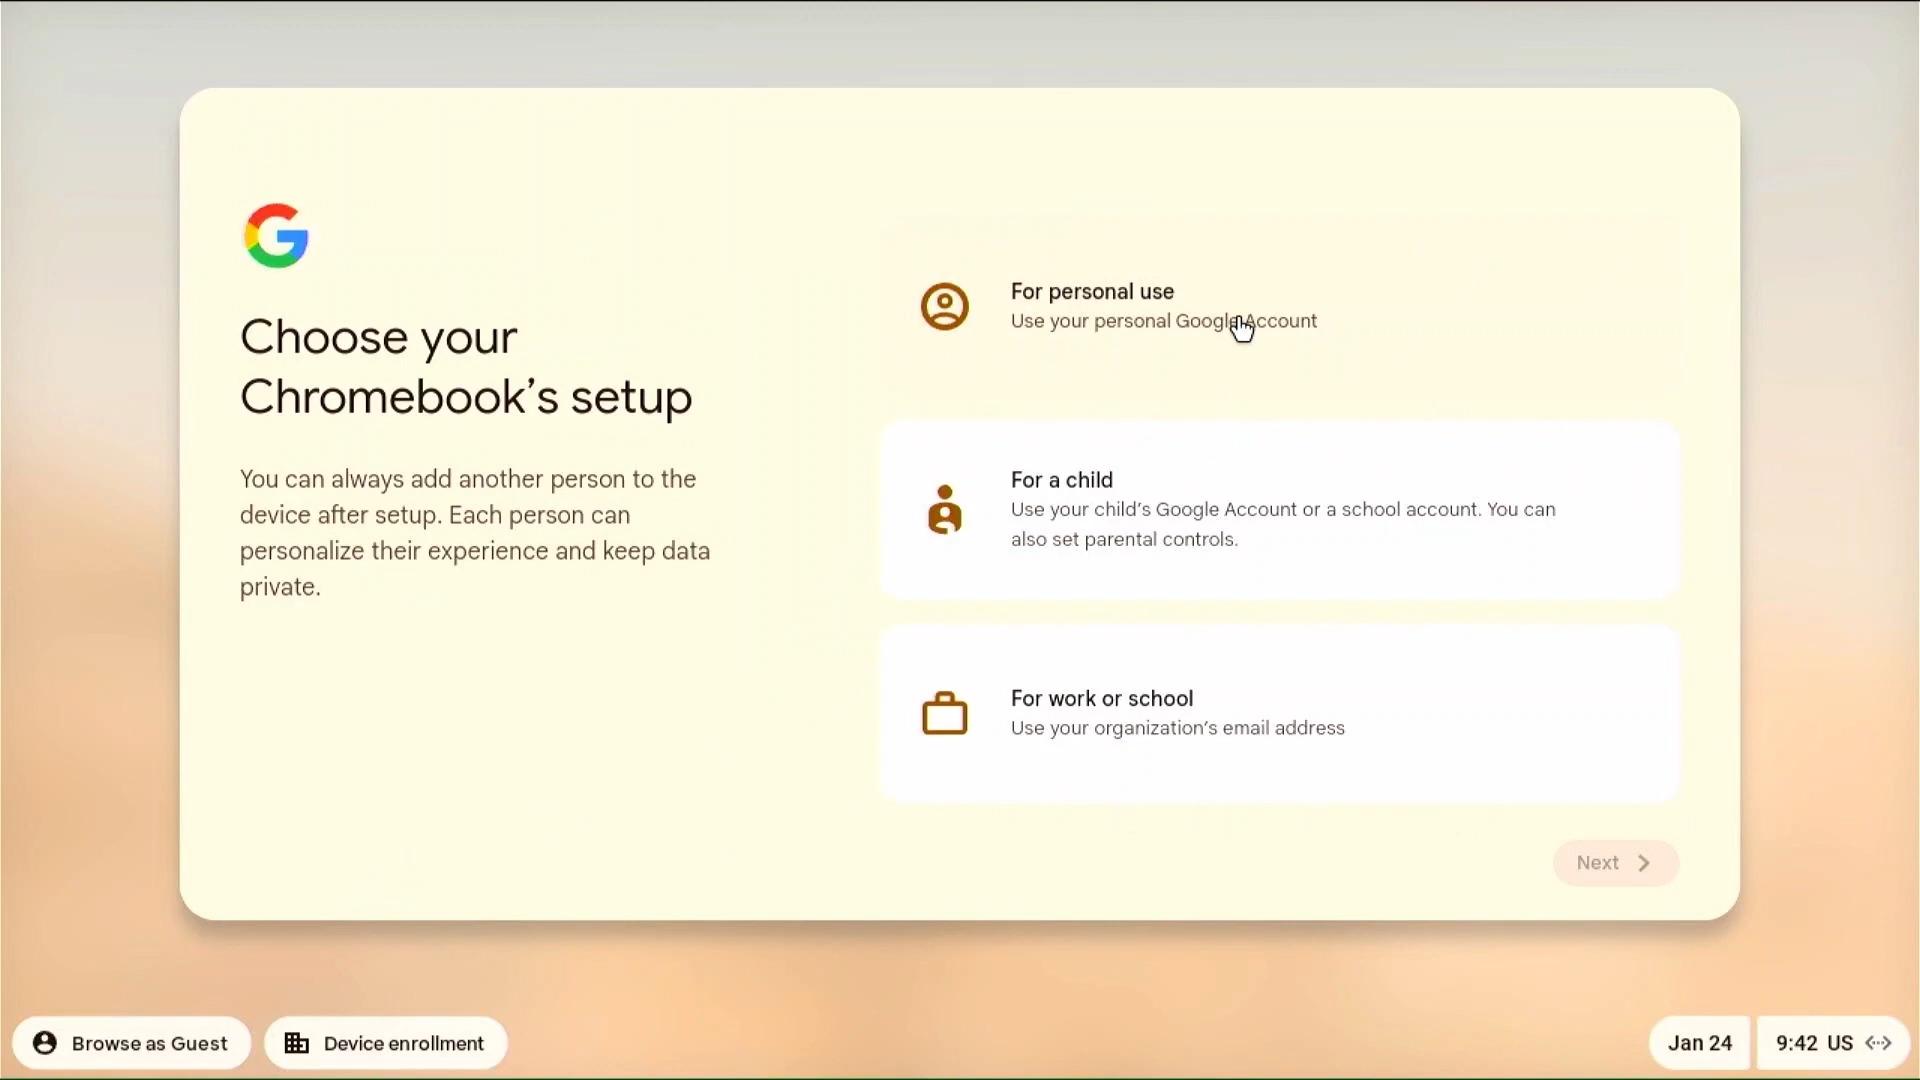 Choose your
Chromebook’s setup
You can always add another person to the
device after setup. Each person can
personalize their experience and keep data
private.
For personal use
Use your personal Google Account
For a child
Use your child’s Google Account or a school account. You can
also set parental controls.
For work or school
Use your organization’s email address
Next
Browse as Guest
Device enrollment
Jan 24
9:42 US